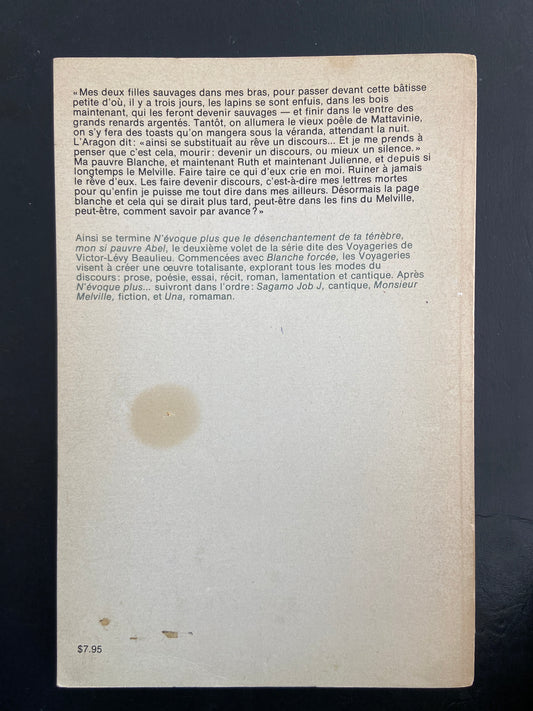 « Mes deux filles sauvages dans mes bras, pour passer devant cette bâtisse
petite d'où, il y a trois jours, les lapins se sont enfuis, dans les bois
maintenant, qui les feront devenir sauvages — et finir dans le ventre des
grands renards argentés. Tantôt, on allumera le vieux poêle de Mattavinie,
on s'y fera des toasts qu'on mangera sous la véranda, attendant la nuit.
L'Aragon dit : « ainsi se substituait au rêve un discours... Et je me prends à
penser que c'est cela, mourir : devenir un discours, ou mieux un silence. »
Ma pauvre Blanche, et maintenant Ruth et maintenant Julienne, et depuis si
longtemps le Melville. Faire taire ce qui d'eux crie en moi. Ruiner à jamais
le rêve d'eux. Les faire devenir discours, c'est-à-dire mes lettres mortes
pour qu'enfin je puisse me tout dire dans mes ailleurs. Désormais la page
blanche et cela qui se dirait plus tard, peut-être dans les fins du Melville,
peut-être, comment savoir par avance ? »
Ainsi se termine N'évoque plus que le désenchantement de ta ténèbre,
mon si pauvre Abel, le deuxième volet de la série dite des Voyageries de
Victor-Lévy Beaulieu. Commencées avec Blanche forcée, les Voyageries
visent à créer une œuvre totalisante, explorant tous les modes du
discours : prose, poésie, essai, récit, roman, lamentation et cantique. Après
N'évoque plus... suivront dans l'ordre : Sagamo Job J, cantique, Monsieur
Melville, fiction, et Una, romaman.
$7.95